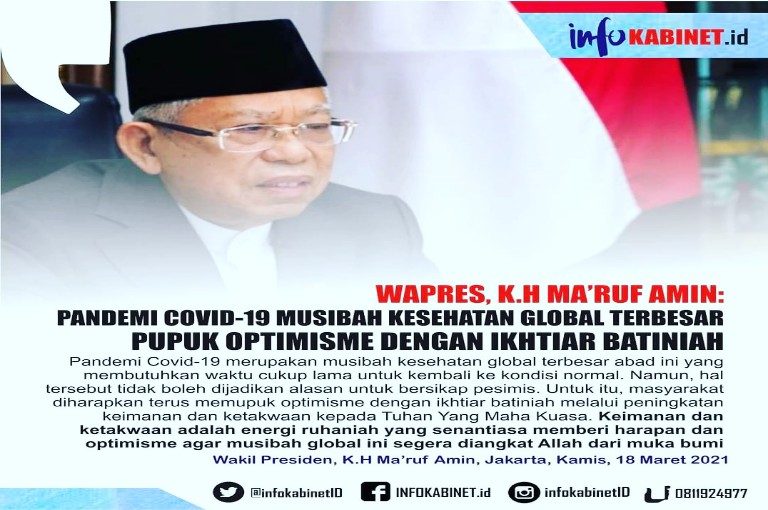 info KABINET.id
WAPRES, K.H MA'RUF AMIN:
PANDEMI COVID-19 MUSIBAH KESEHATAN GLOBAL TERBESAR
PUPUK OPTIMISME DENGAN IKHTIAR BATINIAH
Pandemi Covid-19 merupakan musibah kesehatan global terbesar abad ini yang
membutuhkan waktu cukup lama untuk kembali ke kondisi normal. Namun, hal
tersebut tidak boleh dijadikan alasan untuk bersikap pesimis. Untuk itu, masyarakat
diharapkan terus memupuk optimisme dengan ikhtiar batiniah melalui peningkatan
keimanan dan ketakwaan kepada Tuhan Yang Maha Kuasa. Keimanan dan
ketakwaan adalah energi ruhaniah yang senantiasa memberi harapan dan
optimisme agar musibah global ini segera diangkat Allah dari muka bumi
Wakil Presiden, K.H Ma'ruf Amin, Jakarta, Kamis, 18 Maret 2021
@infokabinetID INFOKABINET.id infokabinetID 0811924977